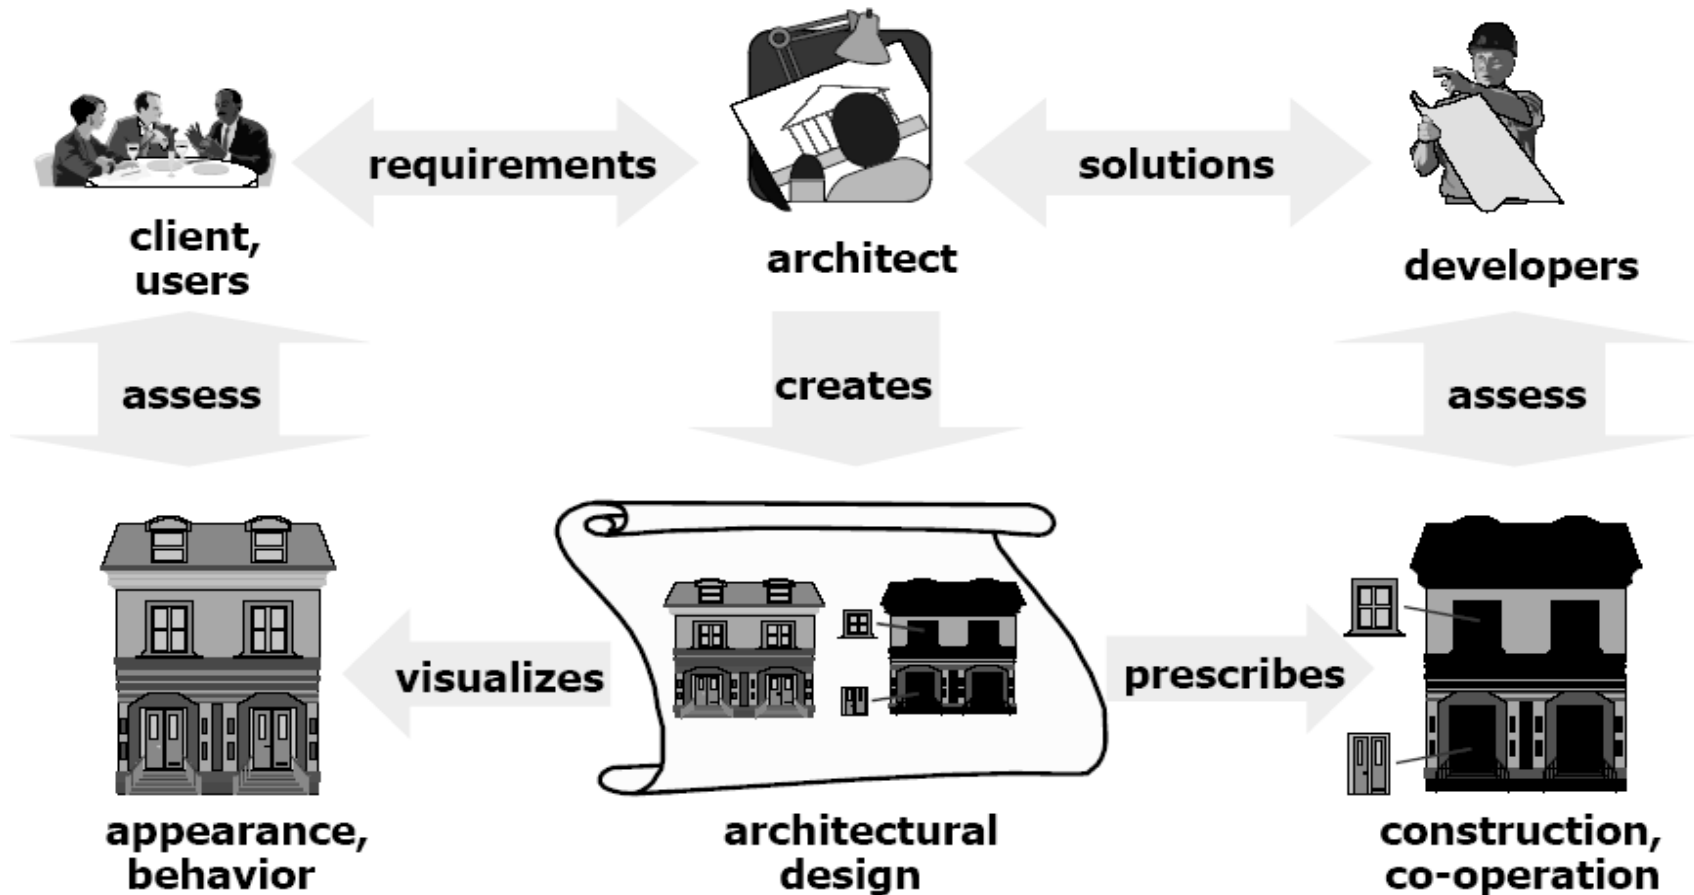 requirements
solutions
client,
users
architect
developers
assess
creates
assess
visualizes
prescribes
appearance,
behavior
architectural
design
construction,
co-operation